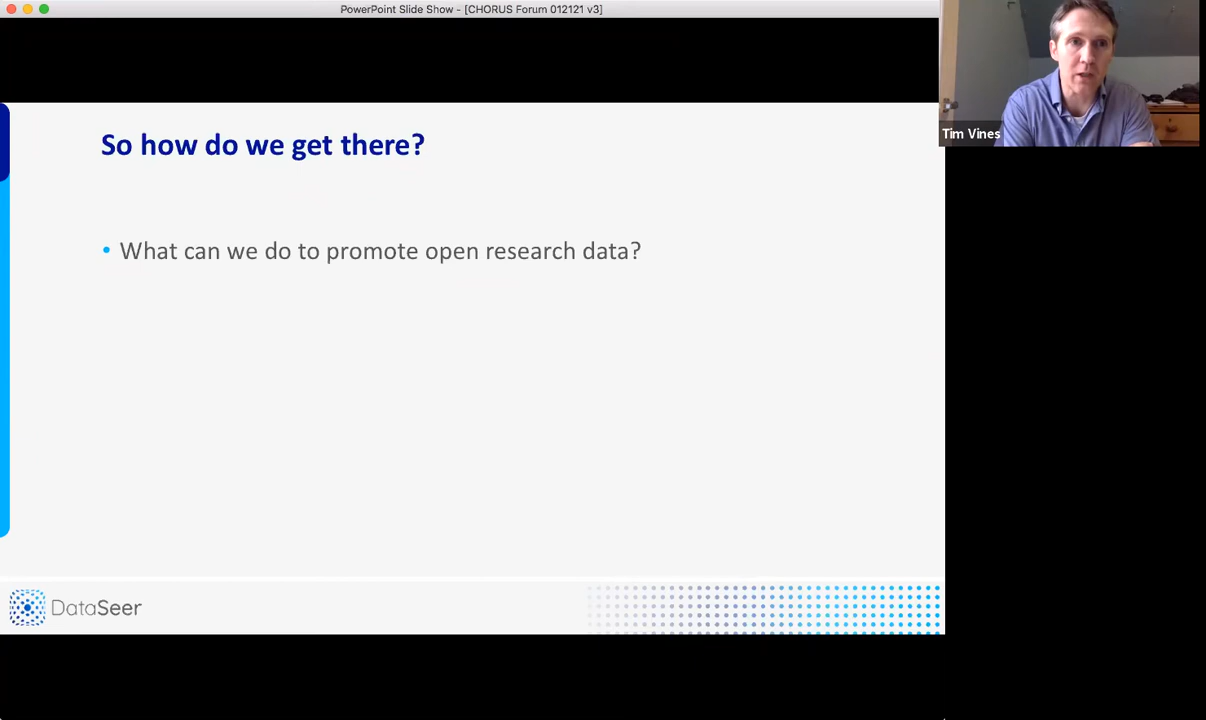 PowerPoint Slide Show - [CHORUS Forum 012121 v3]
Tim Vines
So how do we get there?
• What can we do to promote open research data?
DataSeer